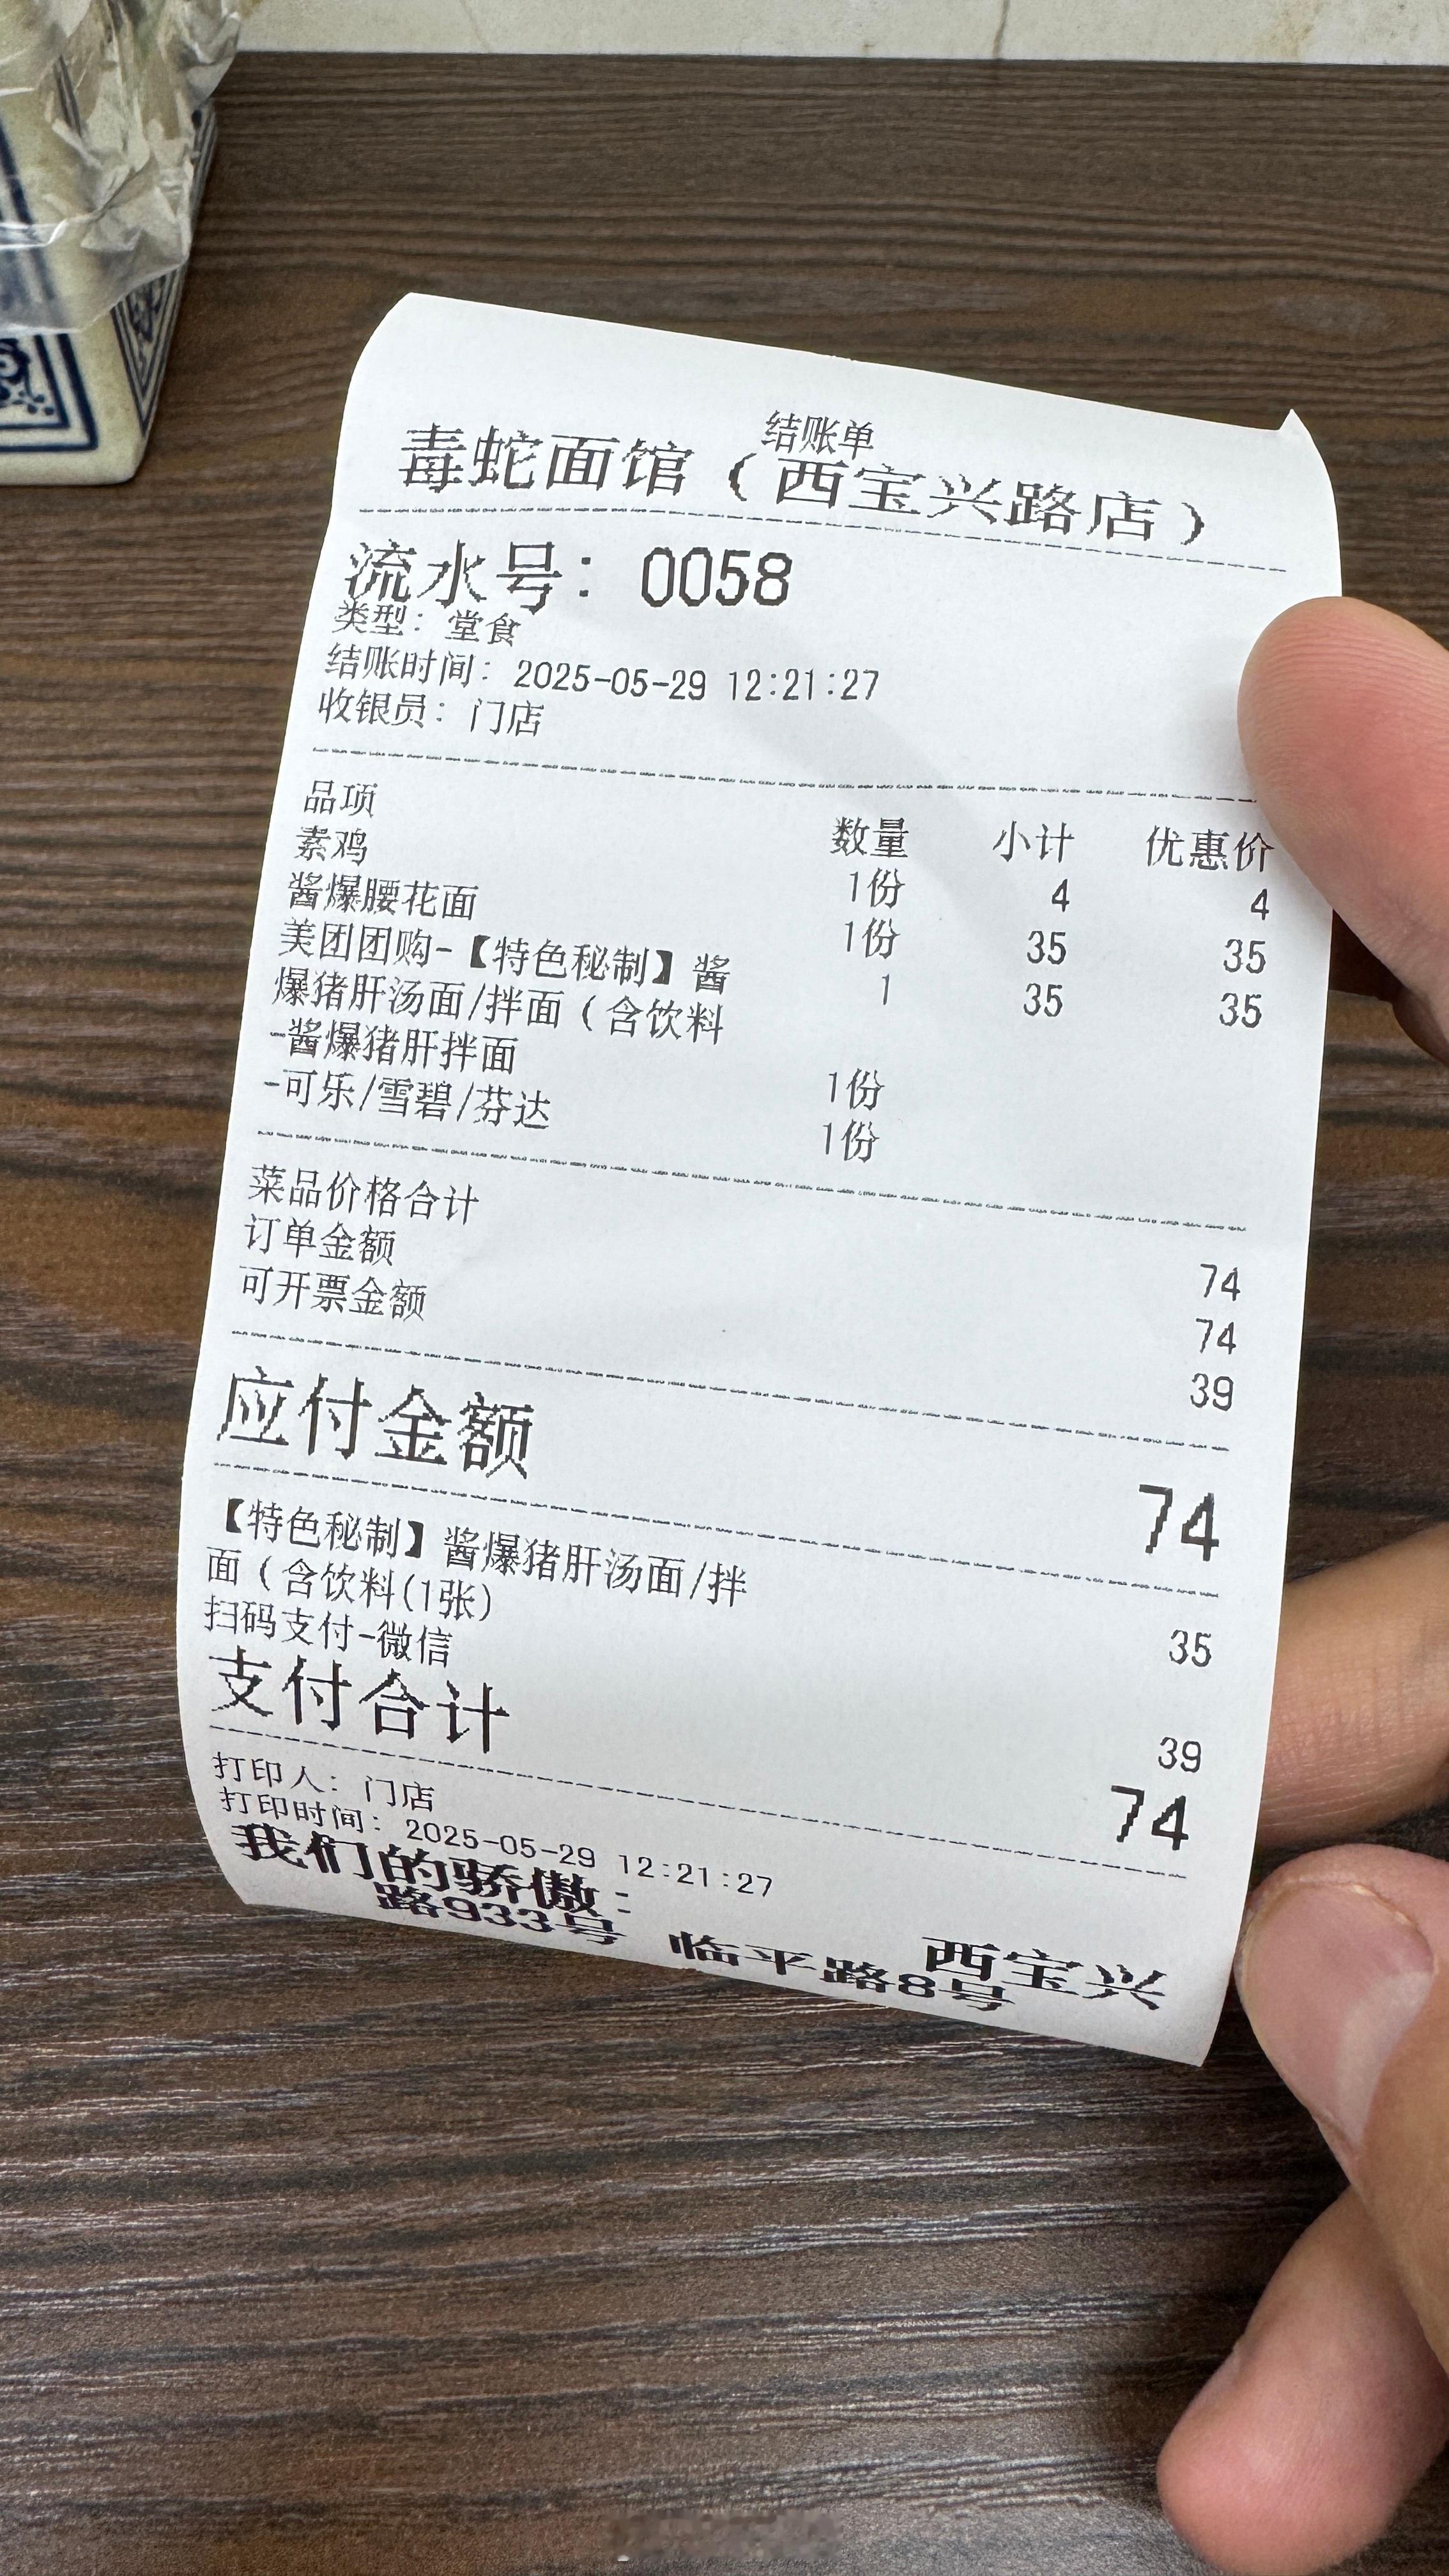 结账单
毒蛇面馆（西宝兴路店）
流水号：0058
类型：堂食
结账时间：2025-05-29 12:21:27
收银员：门店
品项 数量 小计 优惠价
素鸡 1份 4 4
酱爆腰花面 1份 35 35
美团团购-【特色秘制】酱 1 35 35
爆猪肝汤面/拌面（含饮料
-酱爆猪肝拌面 1份
-可乐/雪碧/芬达 1份
菜品价格合计 74
订单金额 74
可开票金额 39
应付金额 74
【特色秘制】酱爆猪肝汤面/拌
面（含饮料(1张) 35
扫码支付-微信 39
支付合计 74
打印人：门店
打印时间：2025-05-29 12:21:27
我们的骄傲： 西宝兴
路933号 临平路8号